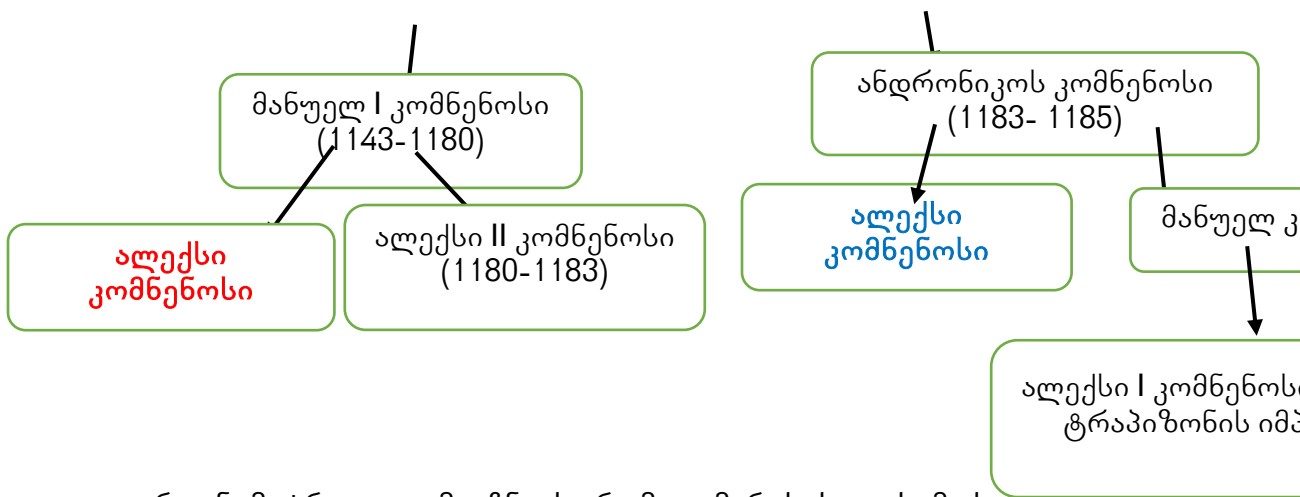 მანუელ I კომნენოსი
(1143-1180)
ანდრონიკოს კომნენოსი
(1183- 1185)
ალექსი
კომნენოსი
ალექსი II კომნენოსი
(1180-1183)
ალექსი
კომნენოსი
მანუელ
ალექსი I კომნენოსი
ტრაპიზონის